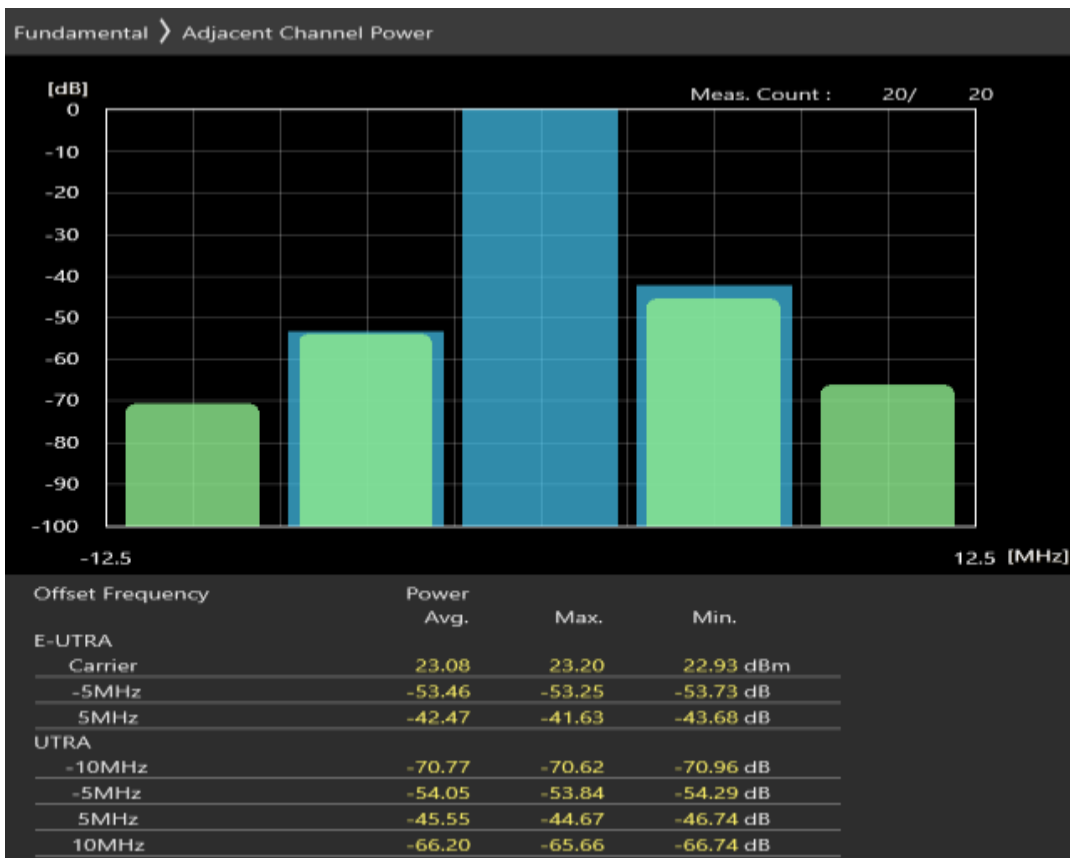 Fundamental 〉 Adjacent Channel Power
[dB]
Meas. Count : 20/ 20
0
-10
-20
-30
-40
-50
-60
-70
-80
-90
-100
-12.5 12.5 [MHz]
Offset Frequency Power
Avg. Max. Min.
E-UTRA
Carrier 23.08 23.20 22.93 dBm
-5MHz -53.46 -53.25 -53.73 dB
5MHz -42.47 -41.63 -43.68 dB
UTRA
-10MHz -70.77 -70.62 -70.96 dB
-5MHz -54.05 -53.84 -54.29 dB
5MHz -45.55 -44.67 -46.74 dB
10MHz -66.20 -65.66 -66.74 dB